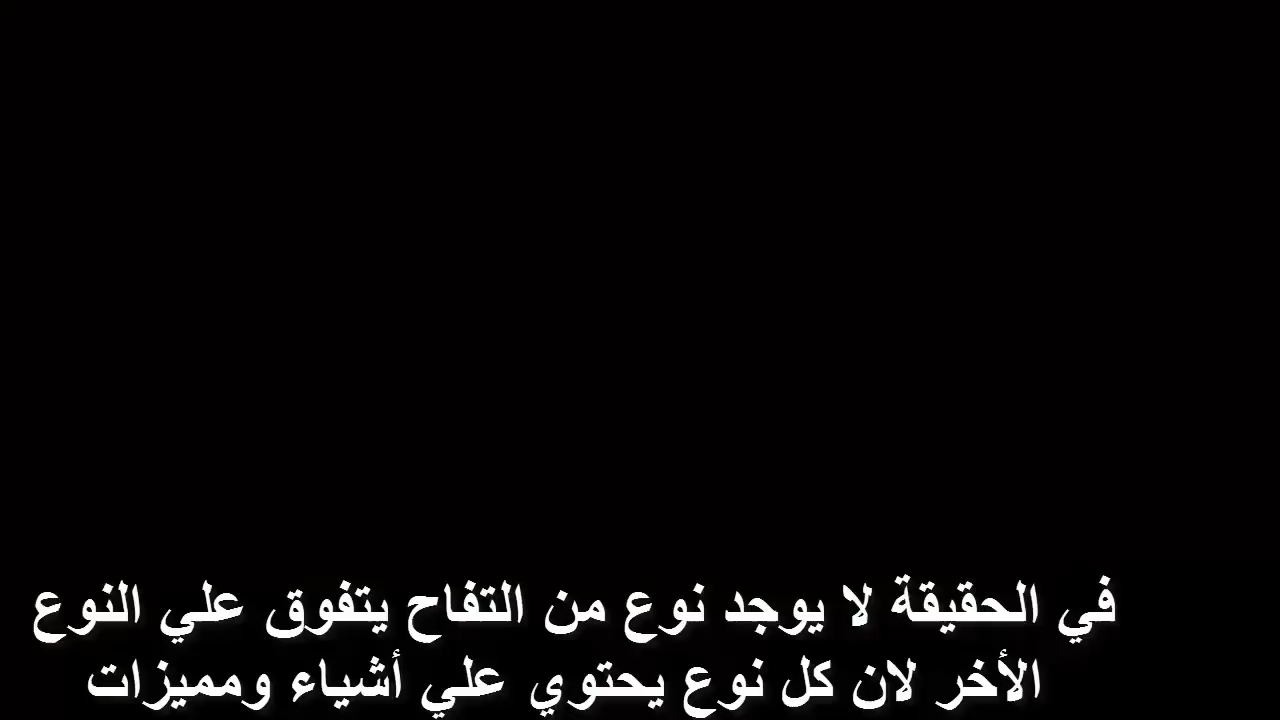 في الحقيقة لا يوجد نوع من التفاح يتفوق علي النوع
الأخر لان كل نوع يحتوي علي أشياء ومميزات